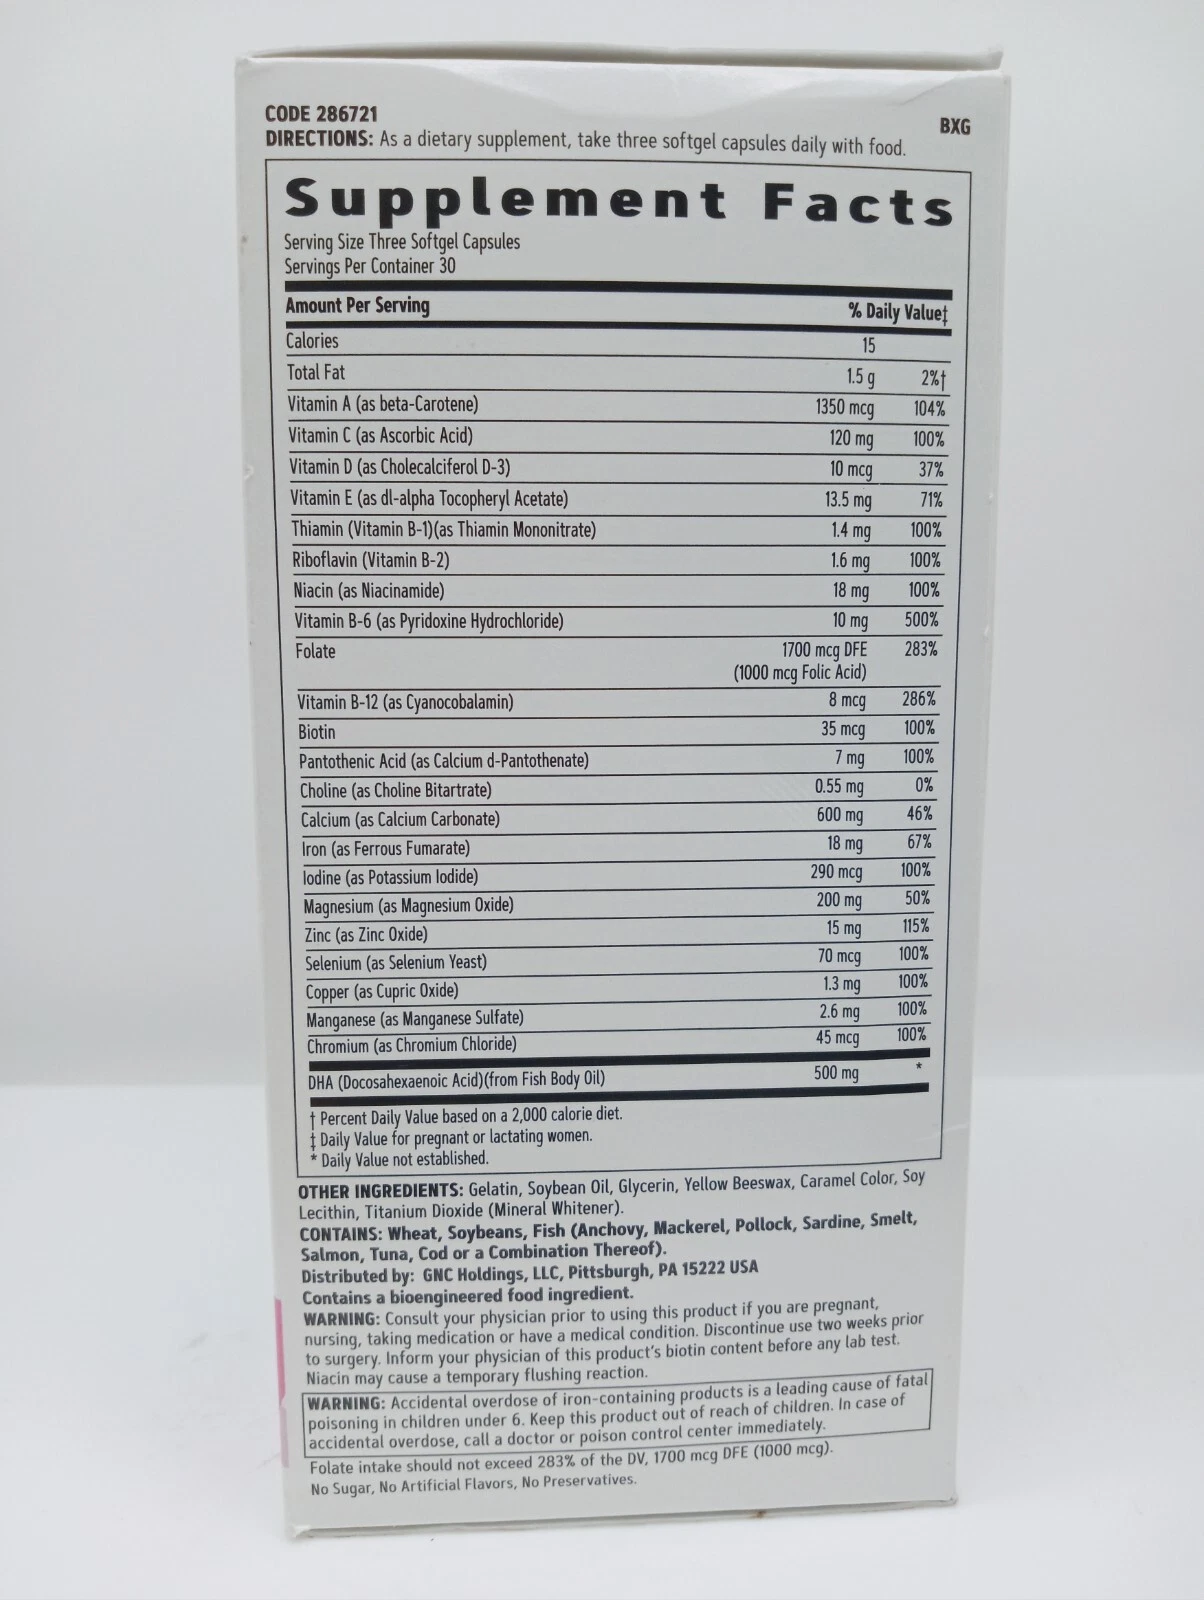 CODE 286721
BXG
DIRECTIONS: As a dietary supplement, take three softgel capsules daily with food.
Supplement Facts
Serving Size Three Softgel Capsules
Servings Per Container 30
Amount Per Serving % Daily Value‡
Calories 15
Total Fat 1.5 g 2%†
Vitamin A (as beta-Carotene) 1350 mcg 104%
Vitamin C (as Ascorbic Acid) 120 mg 100%
Vitamin D (as Cholecalciferol D-3) 10 mcg 37%
Vitamin E (as dl-alpha Tocopheryl Acetate) 13.5 mg 71%
Thiamin (Vitamin B-1)(as Thiamin Mononitrate) 1.4 mg 100%
Riboflavin (Vitamin B-2) 1.6 mg 100%
Niacin (as Niacinamide) 18 mg 100%
Vitamin B-6 (as Pyridoxine Hydrochloride) 10 mg 500%
Folate 1700 mcg DFE 283%
(1000 mcg Folic Acid)
Vitamin B-12 (as Cyanocobalamin) 8 mcg 286%
Biotin 35 mcg 100%
Pantothenic Acid (as Calcium d-Pantothenate) 7 mg 100%
Choline (as Choline Bitartrate) 0.55 mg 0%
Calcium (as Calcium Carbonate) 600 mg 46%
Iron (as Ferrous Fumarate) 18 mg 67%
Iodine (as Potassium Iodide) 290 mcg 100%
Magnesium (as Magnesium Oxide) 200 mg 50%
Zinc (as Zinc Oxide) 15 mg 115%
Selenium (as Selenium Yeast) 70 mcg 100%
Copper (as Cupric Oxide) 1.3 mg 100%
Manganese (as Manganese Sulfate) 2.6 mg 100%
Chromium (as Chromium Chloride) 45 mcg 100%
DHA (Docosahexaenoic Acid)(from Fish Body Oil) 500 mg *
† Percent Daily Value based on a 2,000 calorie diet.
‡ Daily Value for pregnant or lactating women.
* Daily Value not established.
OTHER INGREDIENTS: Gelatin, Soybean Oil, Glycerin, Yellow Beeswax, Caramel Color, Soy
Lecithin, Titanium Dioxide (Mineral Whitener).
CONTAINS: Wheat, Soybeans, Fish (Anchovy, Mackerel, Pollock, Sardine, Smelt,
Salmon, Tuna, Cod or a Combination Thereof).
Distributed by: GNC Holdings, LLC, Pittsburgh, PA 15222 USA
Contains a bioengineered food ingredient.
WARNING: Consult your physician prior to using this product if you are pregnant,
nursing, taking medication or have a medical condition. Discontinue use two weeks prior
to surgery. Inform your physician of this product's biotin content before any lab test.
Niacin may cause a temporary flushing reaction.
WARNING: Accidental overdose of iron-containing products is a leading cause of fatal
poisoning in children under 6. Keep this product out of reach of children. In case of
accidental overdose, call a doctor or poison control center immediately.
Folate intake should not exceed 283% of the DV, 1700 mcg DFE (1000 mcg).
No Sugar, No Artificial Flavors, No Preservatives.